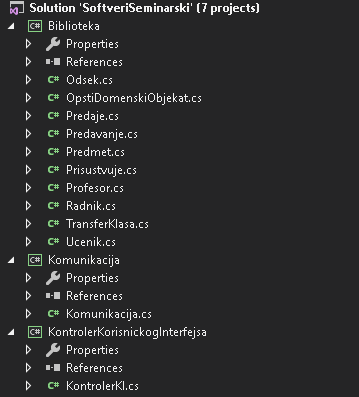 Solution 'SoftveriSeminarski' (7 projects)
C# Biblioteka
Properties
References
C# Odsek.cs
C# OpstiDomenskiObjekat.cs
C# Predaje.cs
C# Predavanje.cs
C# Predmet.cs
C# Prisustvuje.cs
C# Profesor.cs
C# Radnik.cs
C# TransferKlasa.cs
C# Ucenik.cs
C# Komunikacija
Properties
References
C# Komunikacija.cs
C# KontrolerKorisnickogInterfejsa
Properties
References
C# KontrolerKI.cs